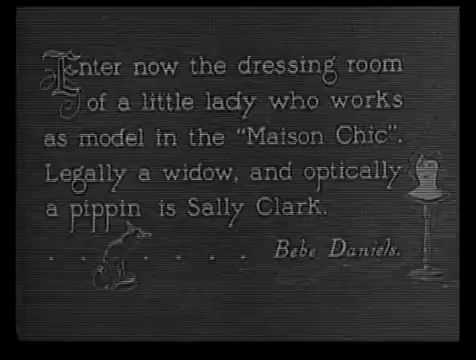 Enter now the dressing room
of a little lady who works
as model in the "Maison Chic".
Legally a widow, and optically
a pippin is Sally Clark.
. . . . . . . Bebe Daniels.